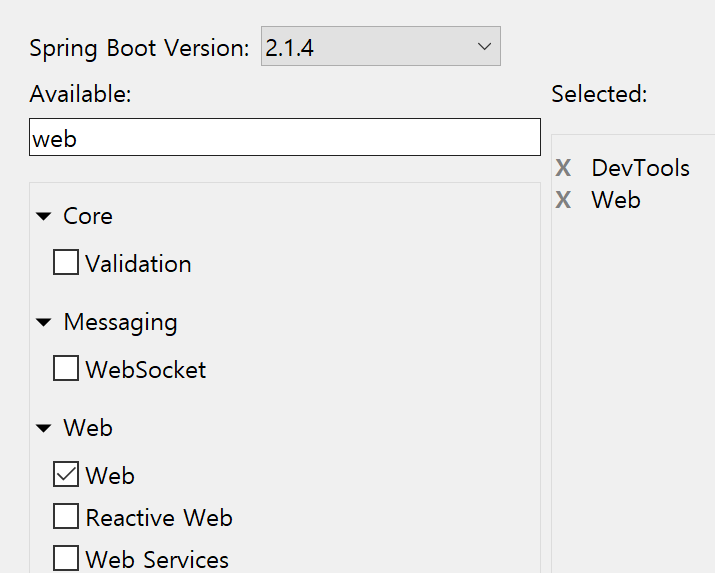 Spring Boot Version: 2.1.4
Available:
web
Core
Validation
Messaging
WebSocket
Web
Web
Reactive Web
Web Services
Selected:
X DevTools
X Web